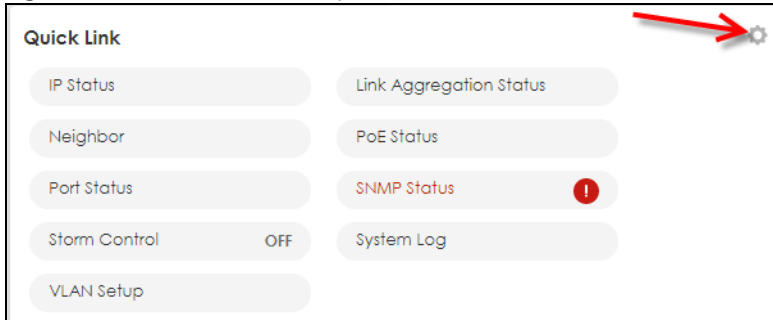 Quick Link
IP Status
Link Aggregation Status
Neighbor
PoE Status
Port Status
SNMP Status !
Storm Control OFF
System Log
VLAN Setup